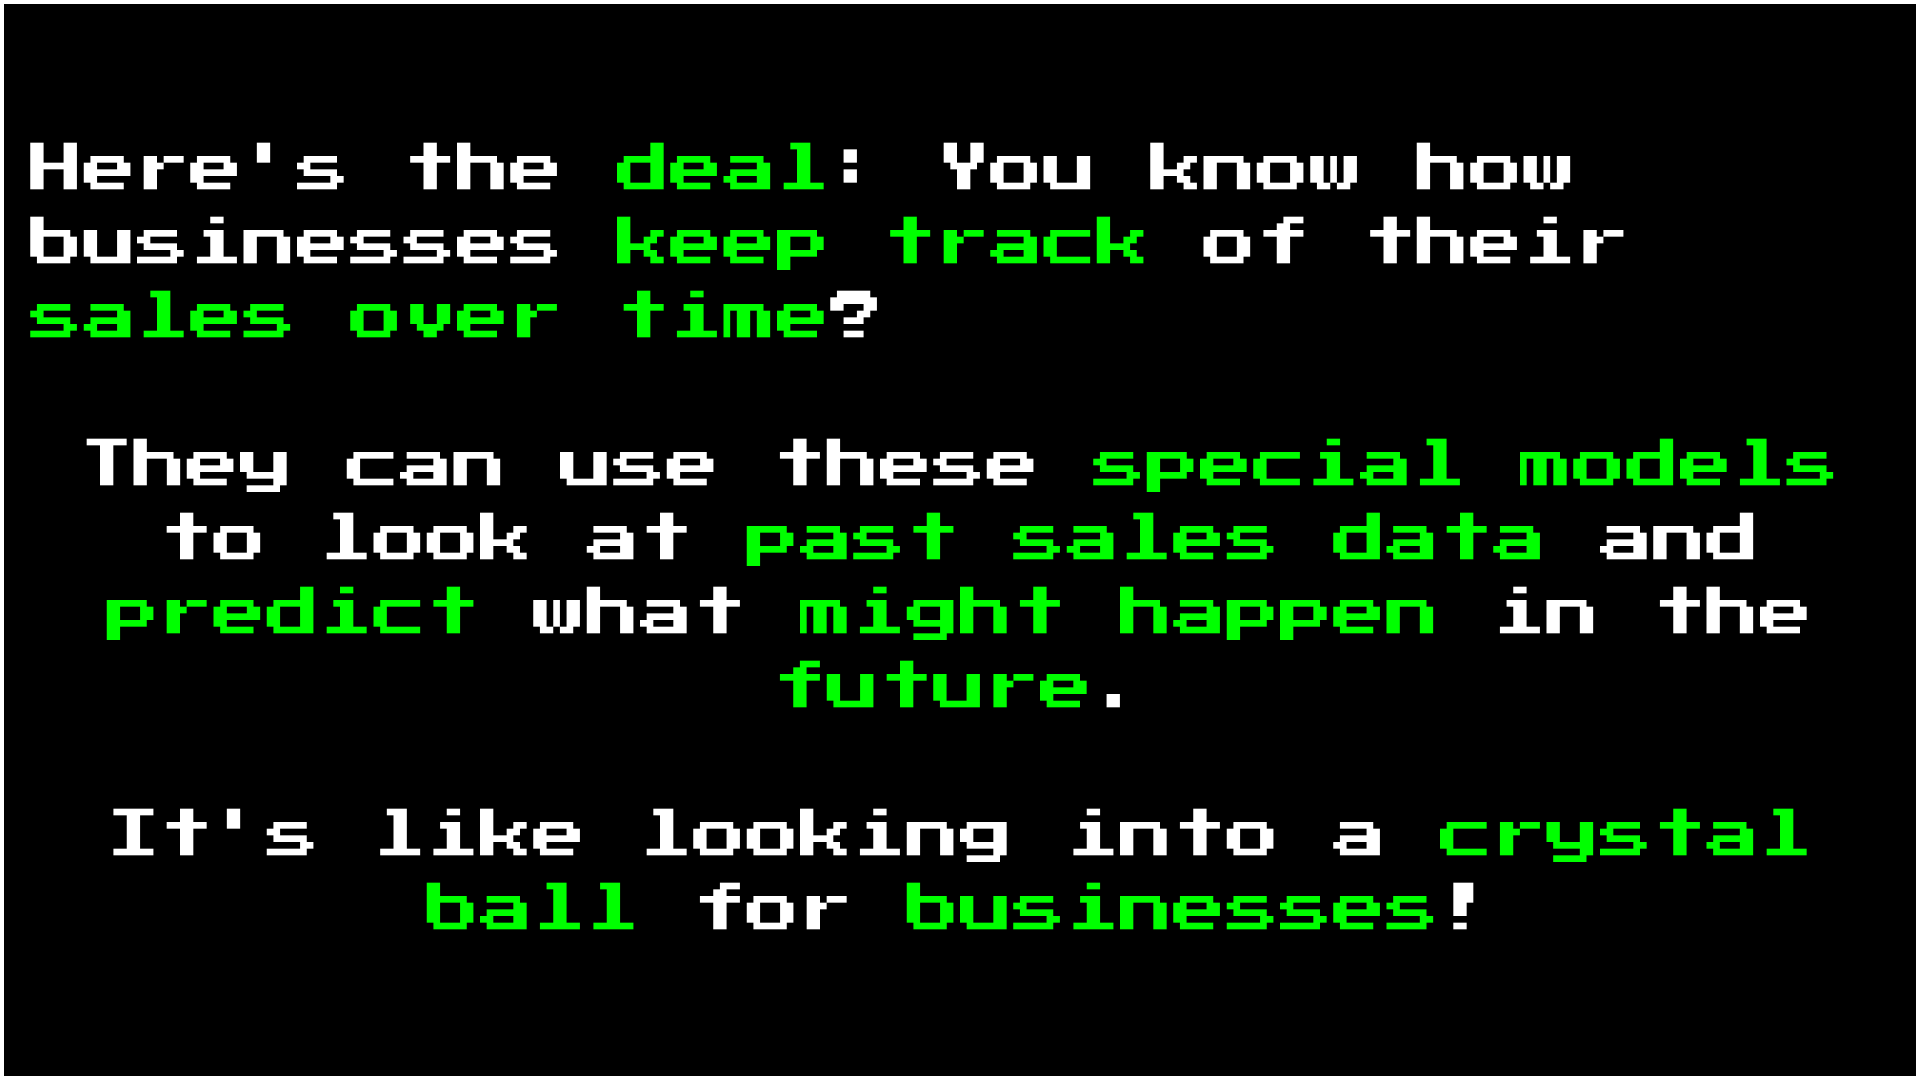 Here's the deal: You know how
businesses keep track of their
sales over time?
They can use these special models
to look at past sales data and
predict what might happen in the
future.
It's like looking into a crystal
ball for businesses!